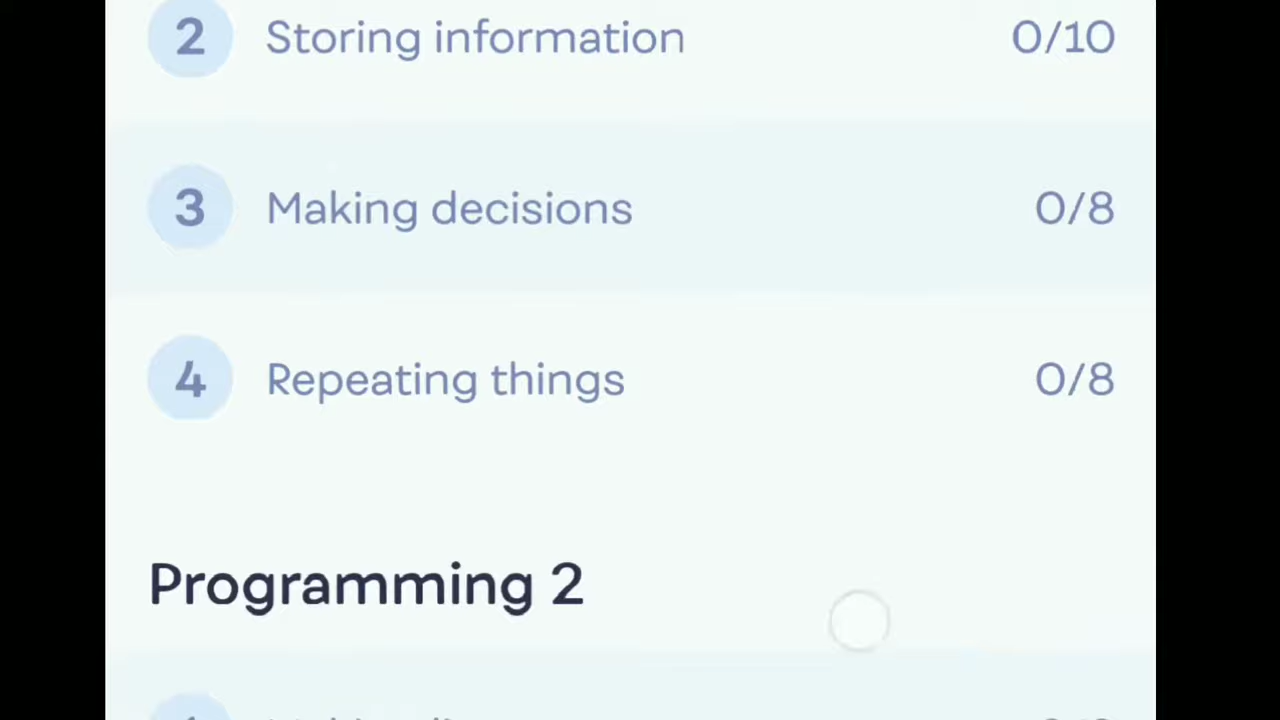 2 Storing information 0/10
3 Making decisions 0/8
4 Repeating things 0/8
Programming 2